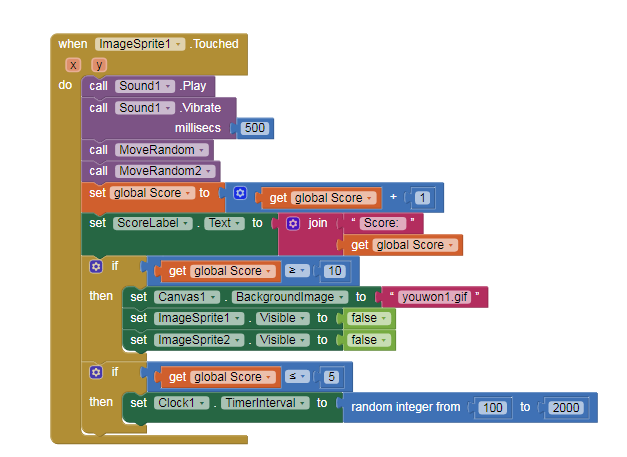 when ImageSprite1 .Touched
x y
do call Sound1 .Play
call Sound1 .Vibrate
millisecs 500
call MoveRandom
call MoveRandom2
set global Score to get global Score + 1
set ScoreLabel . Text to join " Score: "
get global Score
if get global Score ≥ 10
then set Canvas1 . BackgroundImage to " youwon1.gif "
set ImageSprite1 . Visible to false
set ImageSprite2 . Visible to false
if get global Score ≤ 5
then set Clock1 . TimerInterval to random integer from 100 to 2000